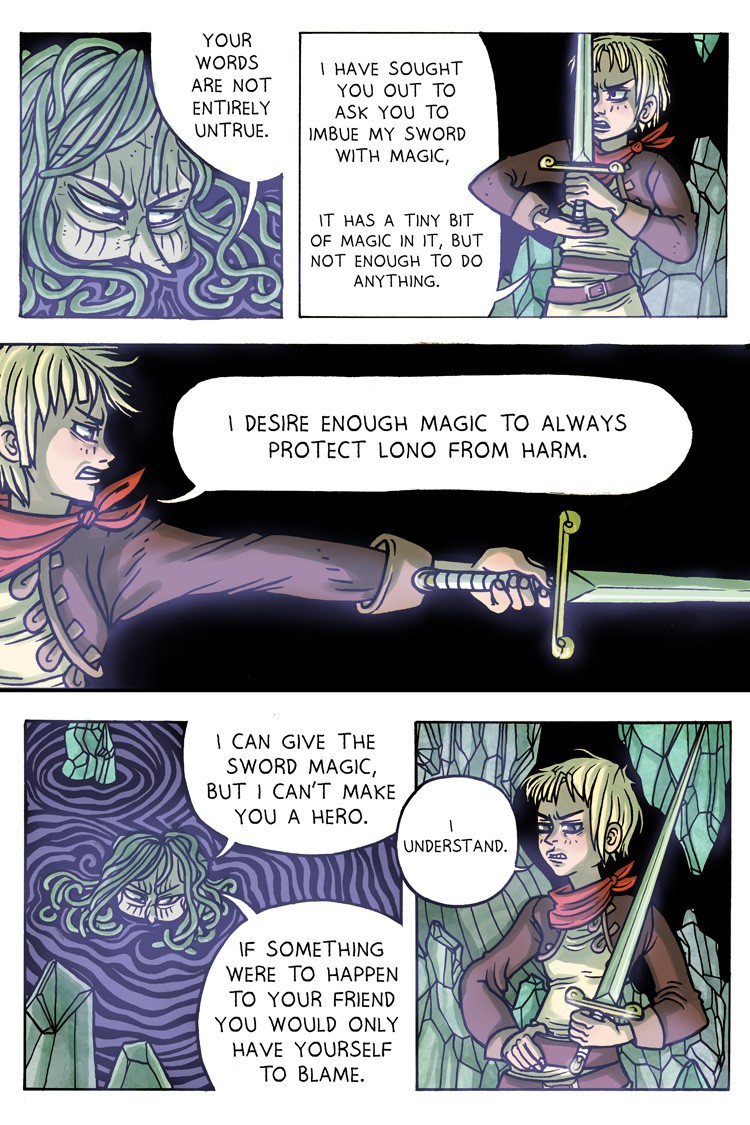 YOUR
WORDS
ARE NOT
ENTIRELY
UNTRUE.
I HAVE SOUGHT
YOU OUT TO
ASK YOU TO
IMBUE MY SWORD
WITH MAGIC,
IT HAS A TINY BIT
OF MAGIC IN IT, BUT
NOT ENOUGH TO DO
ANYTHING.
I DESIRE ENOUGH MAGIC TO ALWAYS
PROTECT LONO FROM HARM.
I CAN GIVE THE
SWORD MAGIC,
BUT I CAN'T MAKE
YOU A HERO.
IF SOMETHING
WERE TO HAPPEN
TO YOUR FRIEND
YOU WOULD ONLY
HAVE YOURSELF
TO BLAME.
I
UNDERSTAND.